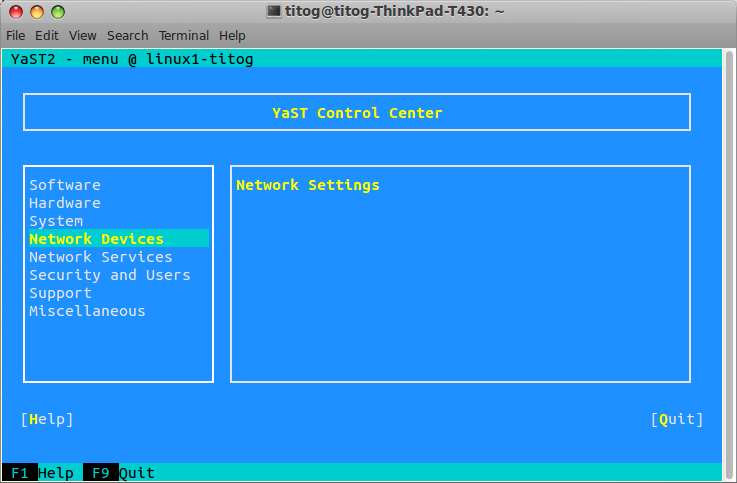 titog@titog-ThinkPad-T430: ~
File Edit View Search Terminal Help
YaST2 - menu @ linux1-titog
YaST Control Center
Software
Hardware
System
Network Devices
Network Services
Security and Users
Support
Miscellaneous
Network Settings
[Help] [Quit]
F1 Help F9 Quit